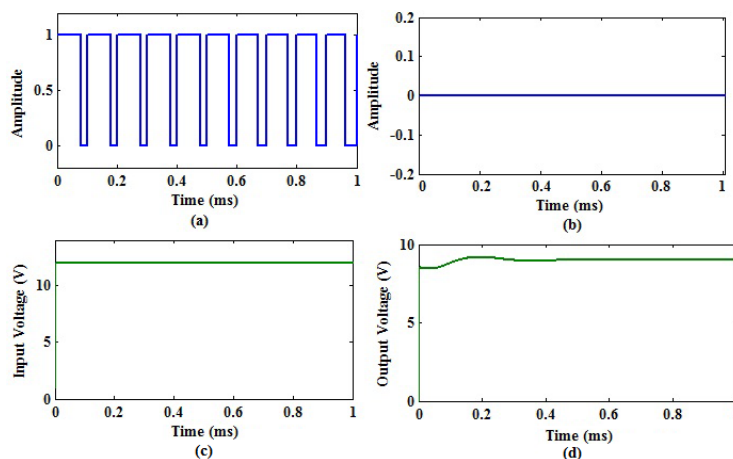 1
0.5
0
Amplitude
0 0.2 0.4 0.6 0.8 1
Time (ms)
(a)
0.2
0.1
0
-0.1
-0.2
Amplitude
0 0.2 0.4 0.6 0.8 1
Time (ms)
(b)
10
5
0
Input Voltage (V)
0 0.2 0.4 0.6 0.8 1
Time (ms)
(c)
10
5
0
Output Voltage (V)
0 0.2 0.4 0.6 0.8
Time (ms)
(d)